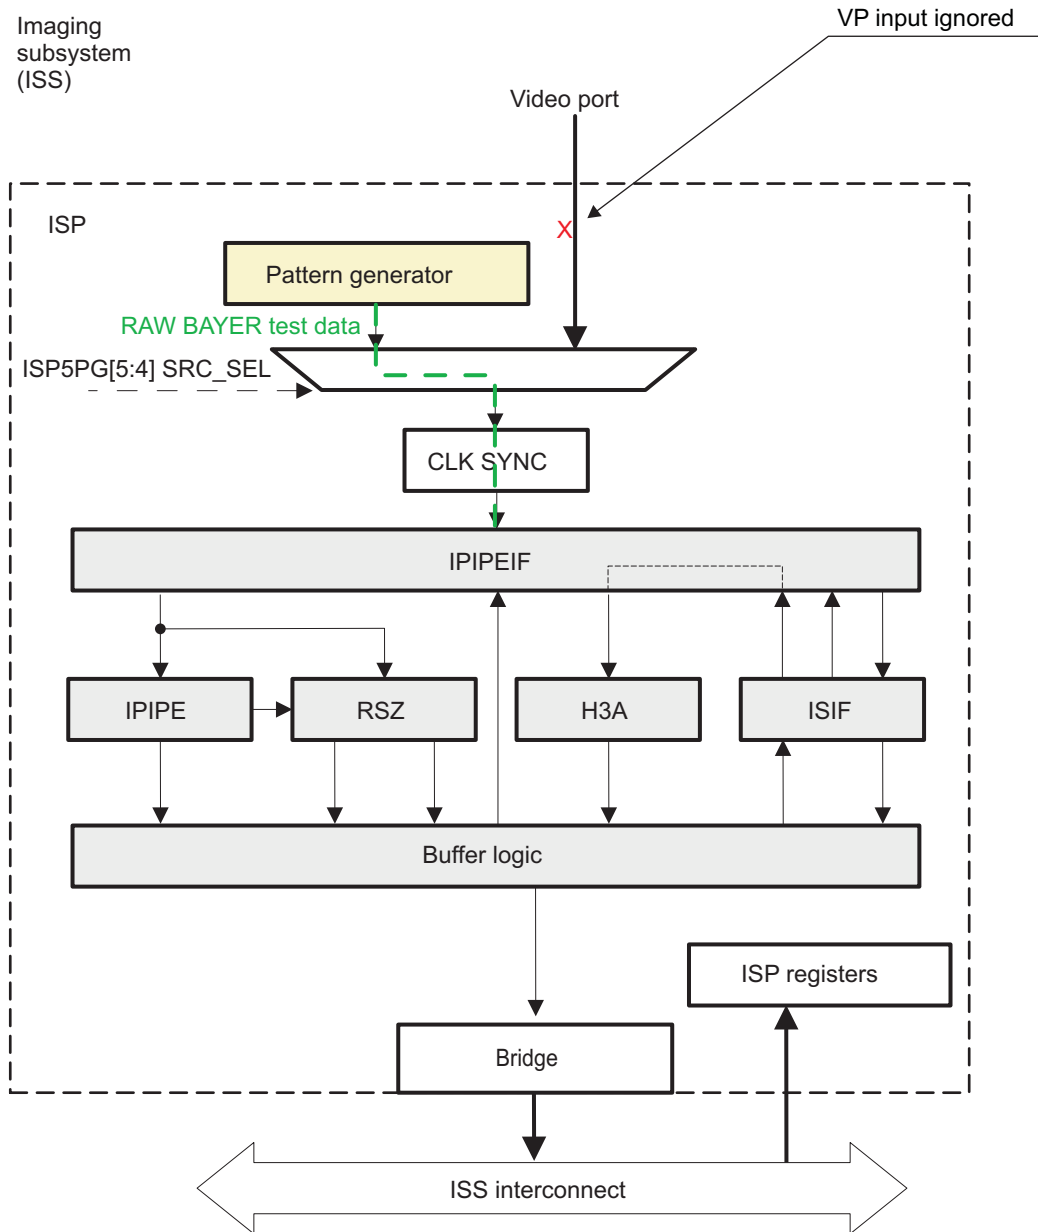 Imaging
subsystem
(ISS)
VP input ignored
Video port
ISP
X
Pattern generator
RAW BAYER test data
ISP5PG[5:4] SRC_SEL
CLK SYNC
IPIPEIF
IPIPE
RSZ
H3A
ISIF
Buffer logic
ISP registers
Bridge
ISS interconnect